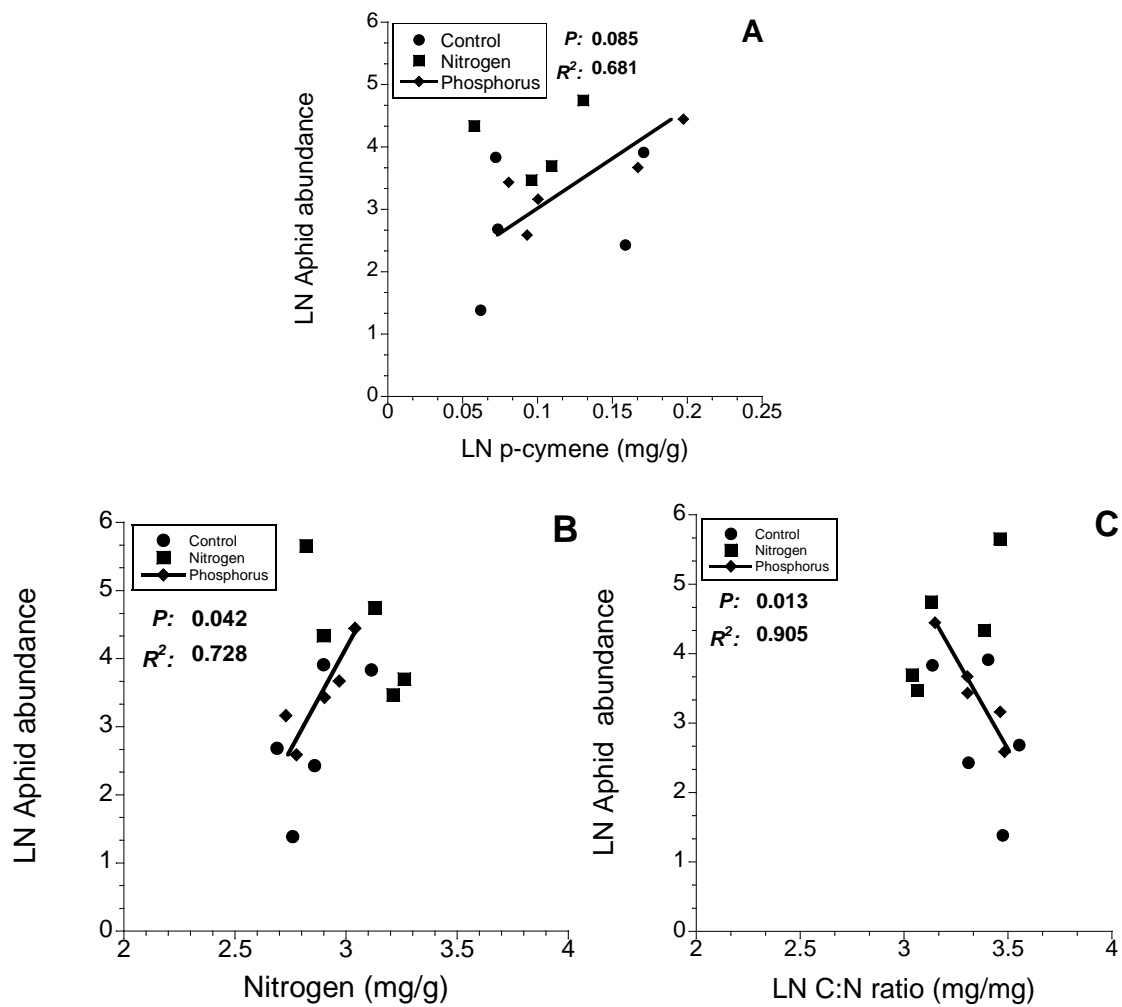 A
Control
Nitrogen
Phosphorus
P: 0.085
R²: 0.681
6
5
4
3
2
1
0
LN Aphid abundance
0 0.05 0.1 0.15 0.2 0.25
LN p-cymene (mg/g)
B
Control
Nitrogen
Phosphorus
P: 0.042
R²: 0.728
6
5
4
3
2
1
0
LN Aphid abundance
2 2.5 3 3.5 4
Nitrogen (mg/g)
C
Control
Nitrogen
Phosphorus
P: 0.013
R²: 0.905
6
5
4
3
2
1
0
LN Aphid abundance
2 2.5 3 3.5 4
LN C:N ratio (mg/mg)